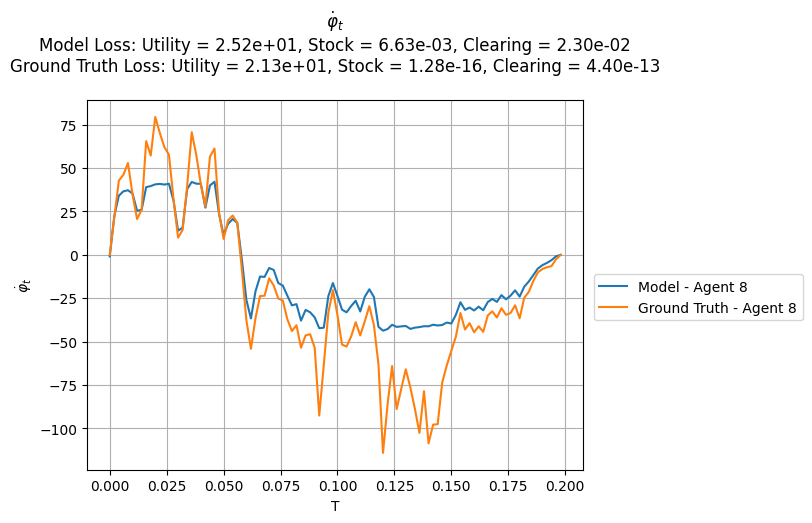 φ̇ₜ
Model Loss: Utility = 2.52e+01, Stock = 6.63e-03, Clearing = 2.30e-02
Ground Truth Loss: Utility = 2.13e+01, Stock = 1.28e-16, Clearing = 4.40e-13
75
50
25
0
−25
−50
−75
−100
φ̇ₜ
0.000 0.025 0.050 0.075 0.100 0.125 0.150 0.175 0.200
T
Model - Agent 8
Ground Truth - Agent 8